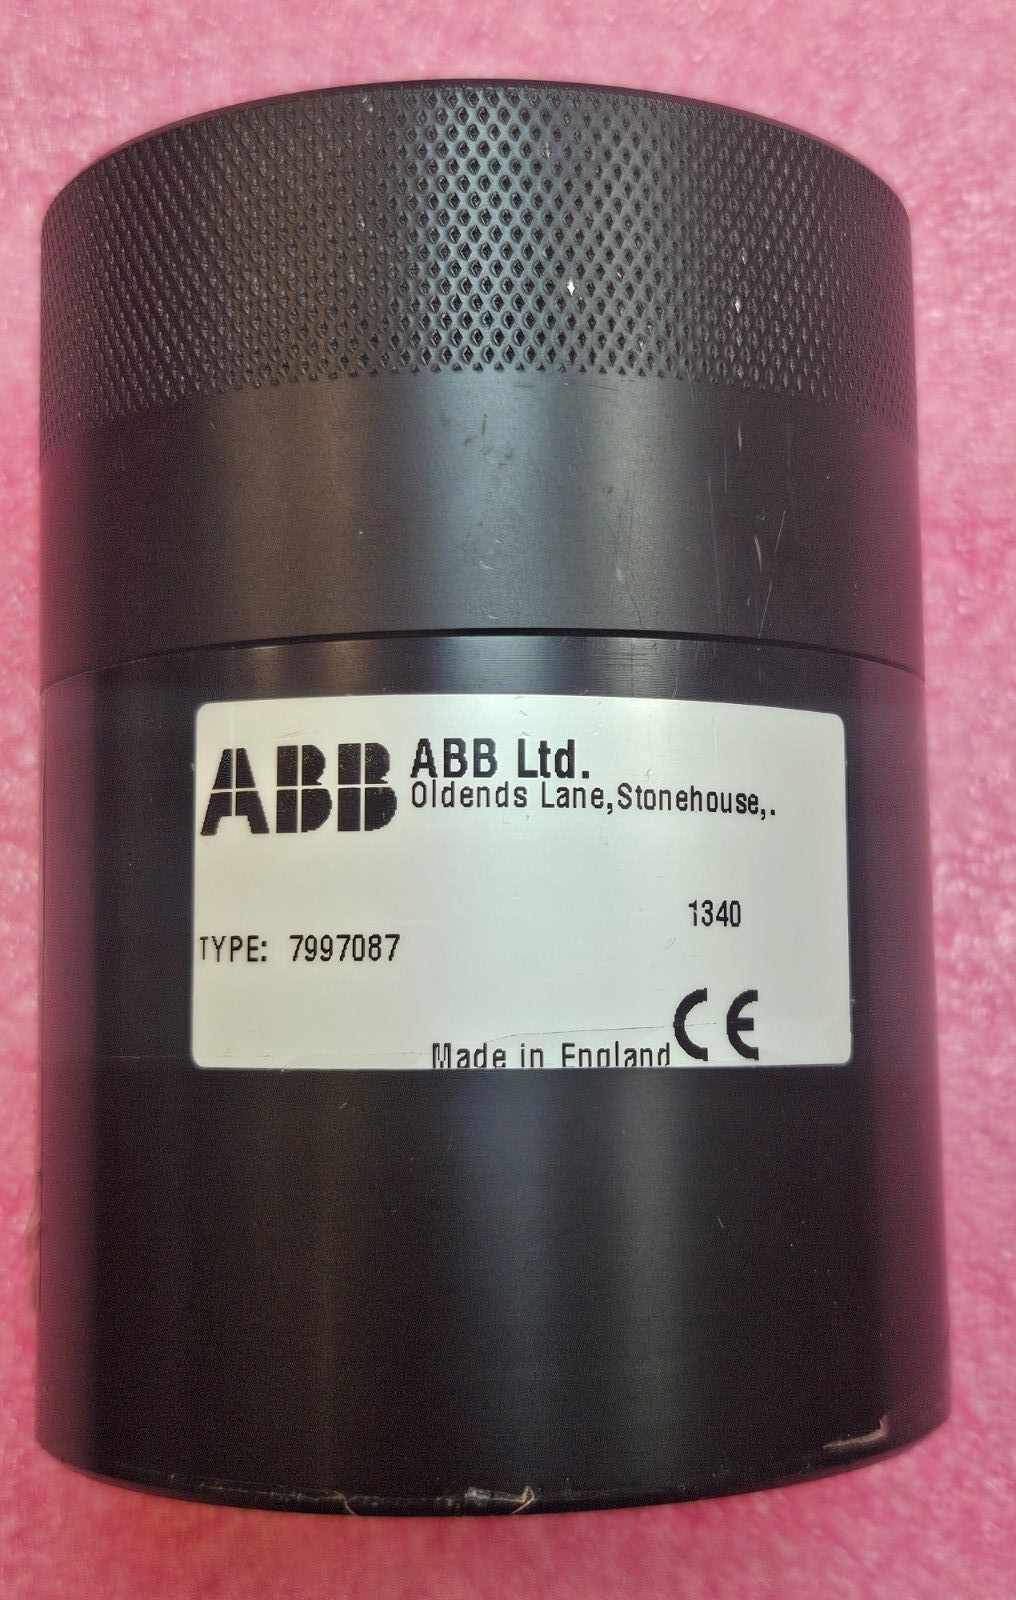 ABB
ABB Ltd.
Oldends Lane,Stonehouse,.
1340
TYPE: 7997087
CE
Made in England